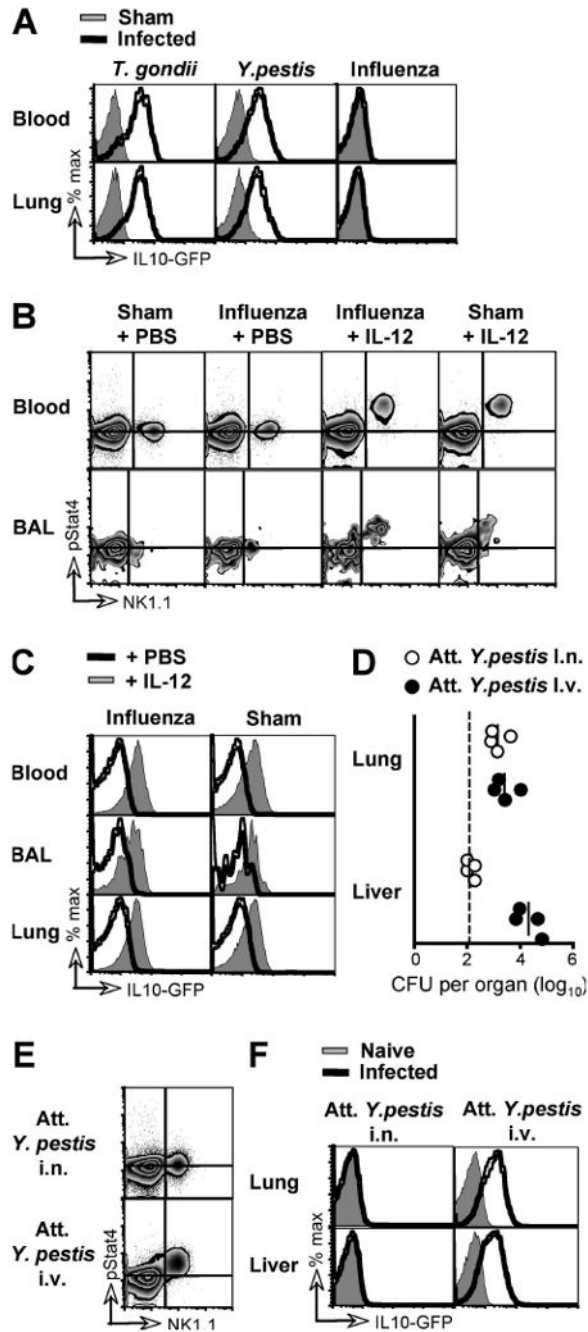 A
Sham
Infected
T. gondii Y.pestis Influenza
Blood
Lung
% max
IL10-GFP
B
Sham + PBS
Influenza + PBS
Influenza + IL-12
Sham + IL-12
Blood
BAL
pStat4
NK1.1
C
+ PBS
+ IL-12
Influenza Sham
Blood
BAL
Lung
% max
IL10-GFP
D
Att. Y.pestis I.n.
Att. Y.pestis I.v.
Lung
Liver
0 2 4 6
CFU per organ (log10)
E
Att.
Y. pestis
i.n.
Att.
Y. pestis
i.v.
pStat4
NK1.1
F
Naive
Infected
Att. Y.pestis i.n.
Att. Y.pestis i.v.
Lung
Liver
% max
IL10-GFP